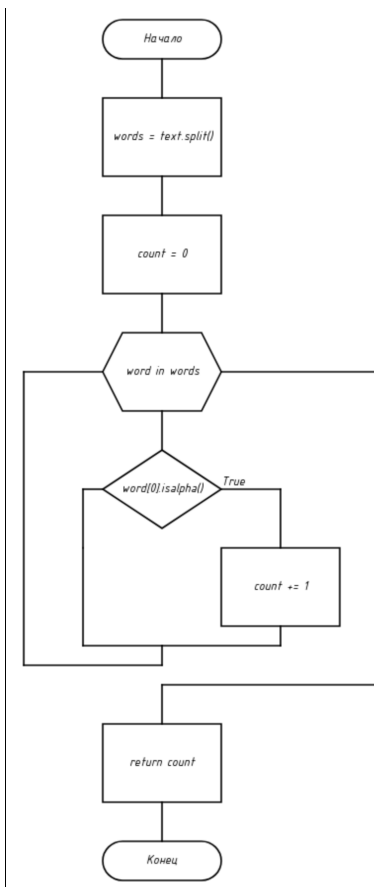 Начало
words = text.split()
count = 0
word in words
word[0].isalpha()
True
count += 1
return count
Конец